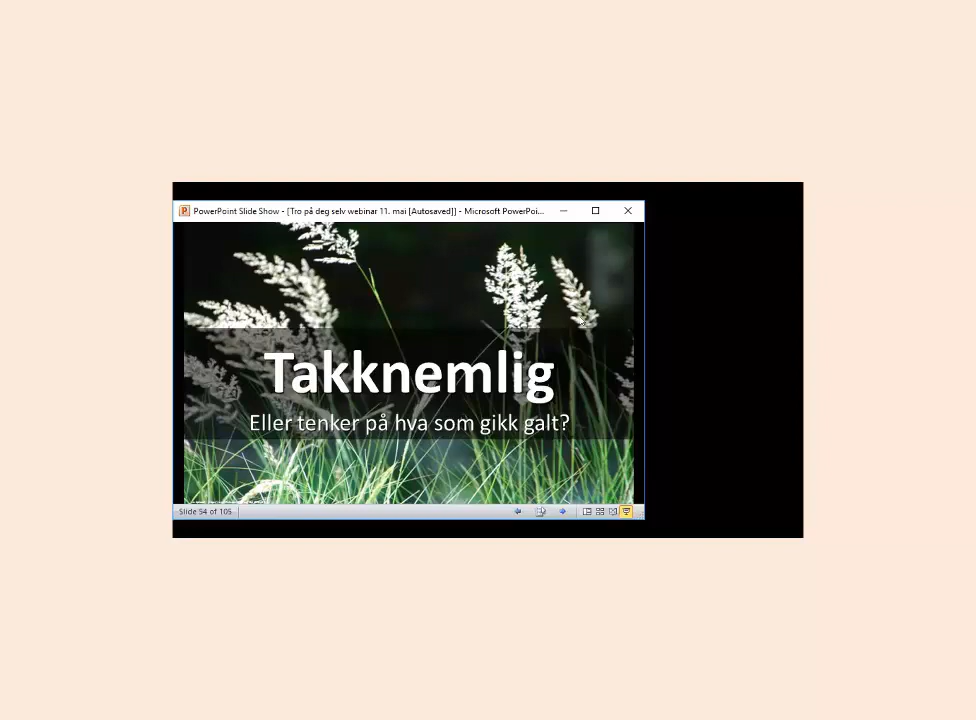 PowerPoint Slide Show - [Tro på deg selv webinar 11. mai [Autosaved]] - Microsoft PowerPoi...
Takknemlig
Eller tenker på hva som gikk galt?
Slide 54 of 105